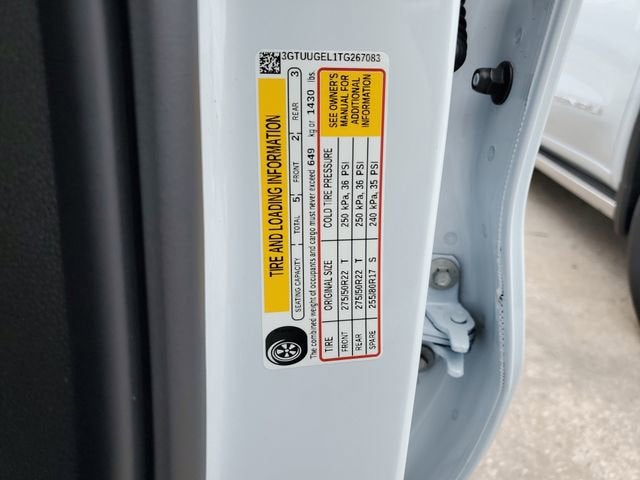 3GTUUGEL1TG267083
TIRE AND LOADING INFORMATION
SEATING CAPACITY TOTAL 5 FRONT 2 REAR 3
The combined weight of occupants and cargo must never exceed 649 kg or 1430 lbs.
TIRE ORIGINAL SIZE COLD TIRE PRESSURE
FRONT 275/50R22 T 250 kPa, 36 PSI
REAR 275/50R22 T 250 kPa, 36 PSI
SPARE 255/80R17 S 240 kPa, 35 PSI
SEE OWNER'S
MANUAL FOR
ADDITIONAL
INFORMATION